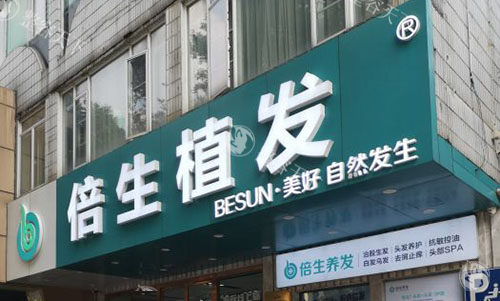 倍生植发
®
BESUN·美好 自然发生
倍生养发
治脱生发 | 头发养护 | 抗敏控油
白发乌发 | 去屑止痒 | 头部SPA
P